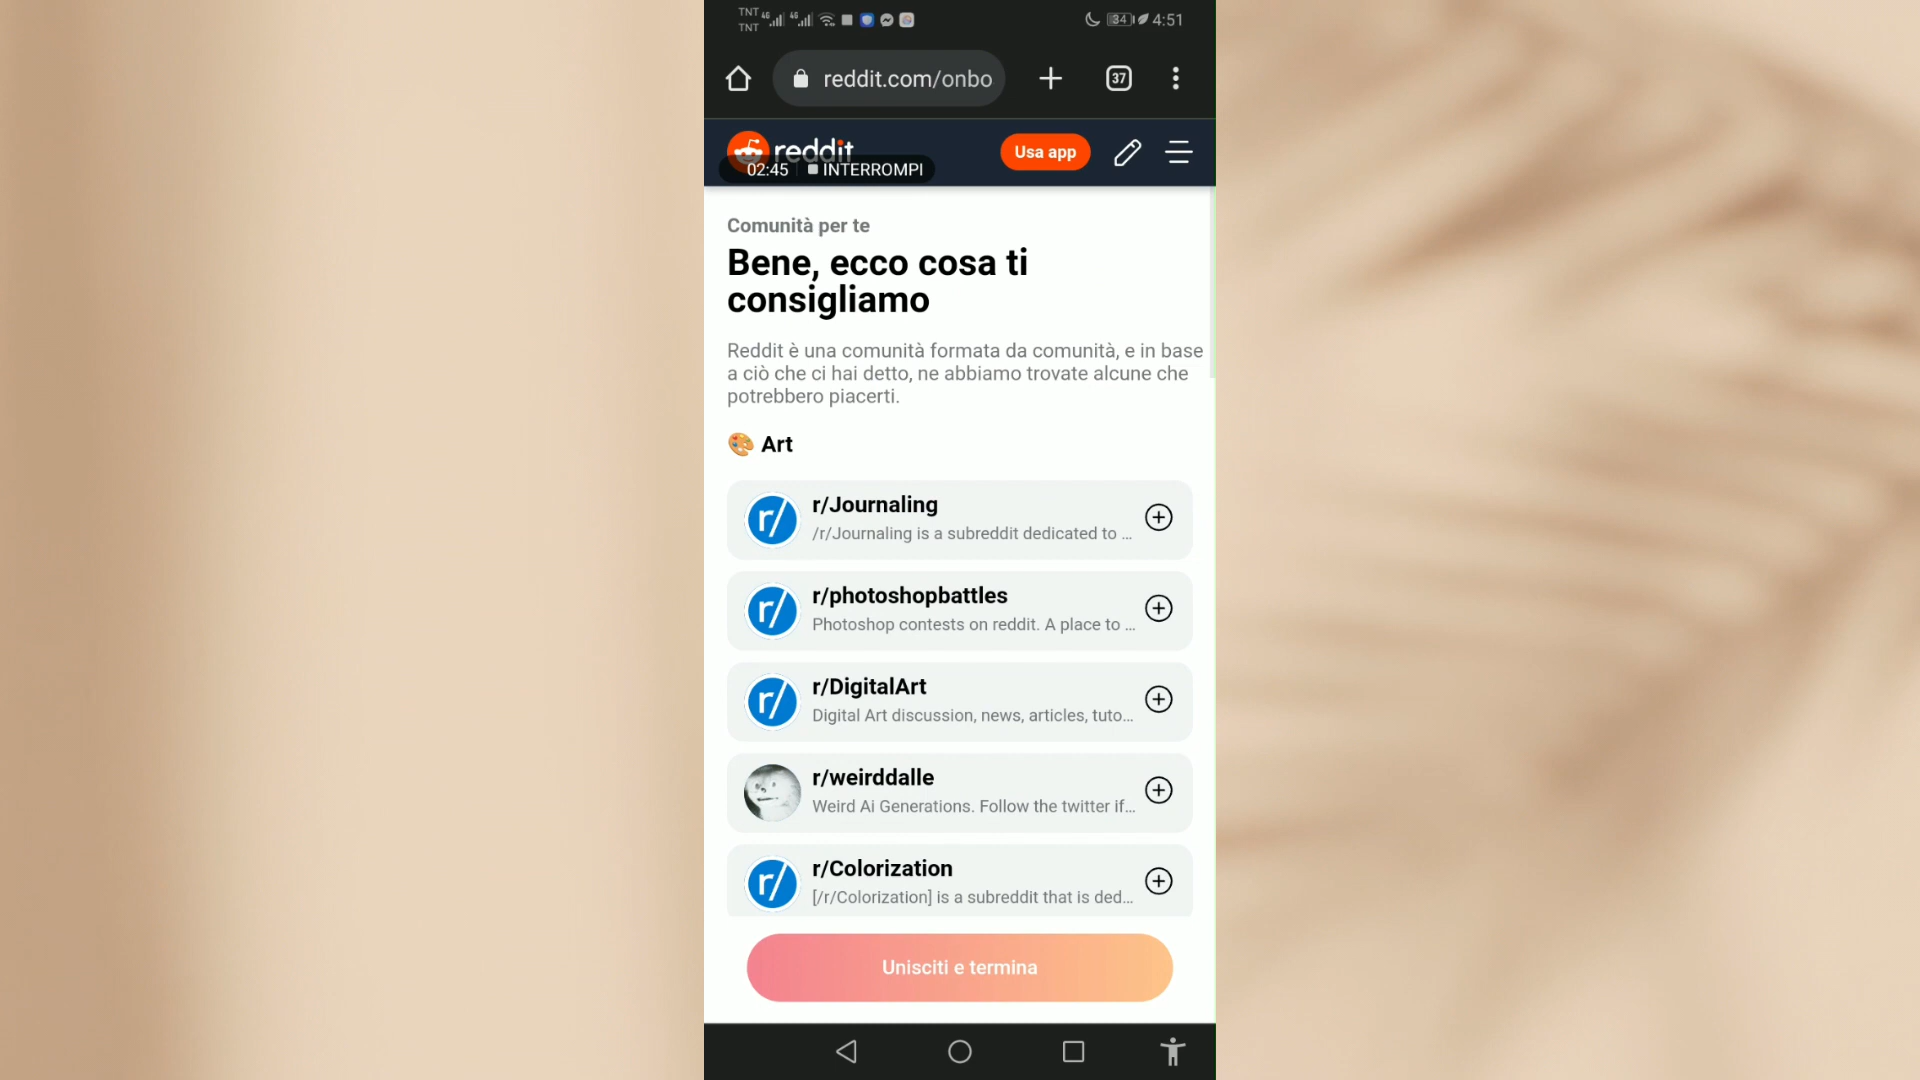 TNT 4G 4G 34 4:51
TNT
reddit.com/onbo 37
reddit Usa app
02:45 INTERROMPI
Comunità per te
Bene, ecco cosa ti
consigliamo
Reddit è una comunità formata da comunità, e in base
a ciò che ci hai detto, ne abbiamo trovate alcune che
potrebbero piacerti.
Art
r/Journaling
/r/Journaling is a subreddit dedicated to ...
r/photoshopbattles
Photoshop contests on reddit. A place to ...
r/DigitalArt
Digital Art discussion, news, articles, tuto...
r/weirddalle
Weird Ai Generations. Follow the twitter if...
r/Colorization
[/r/Colorization] is a subreddit that is ded...
Unisciti e termina